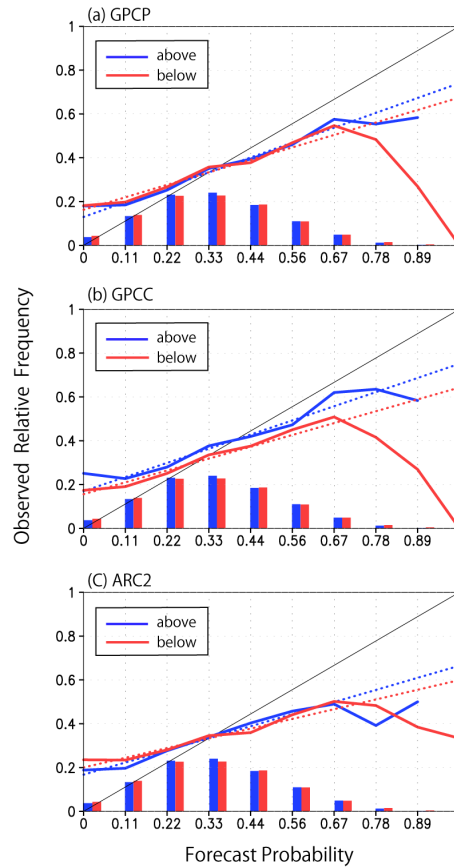 (a) GPCP
1
0.8
0.6
0.4
0.2
0
above
below
0 0.11 0.22 0.33 0.44 0.56 0.67 0.78 0.89
(b) GPCC
1
0.8
0.6
0.4
0.2
0
above
below
0 0.11 0.22 0.33 0.44 0.56 0.67 0.78 0.89
(C) ARC2
1
0.8
0.6
0.4
0.2
0
above
below
0 0.11 0.22 0.33 0.44 0.56 0.67 0.78 0.89
Observed Relative Frequency
Forecast Probability